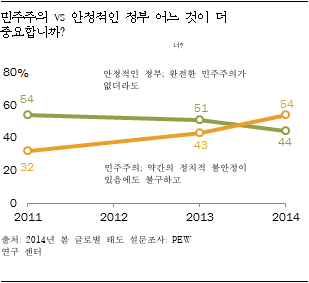 민주주의 vs 안정적인 정부 어느 것이 더
중요합니까?
너?
80%
안정적인 정부; 완전한 민주주의가
없더라도
54
51
54
60
40
43
44
32
20
민주주의; 약간의 정치적 불안정이
있음에도 불구하고
0
2011
2013
2014
출처: 2014년 봄 글로벌 태도 설문조사: PEW
연구 센터